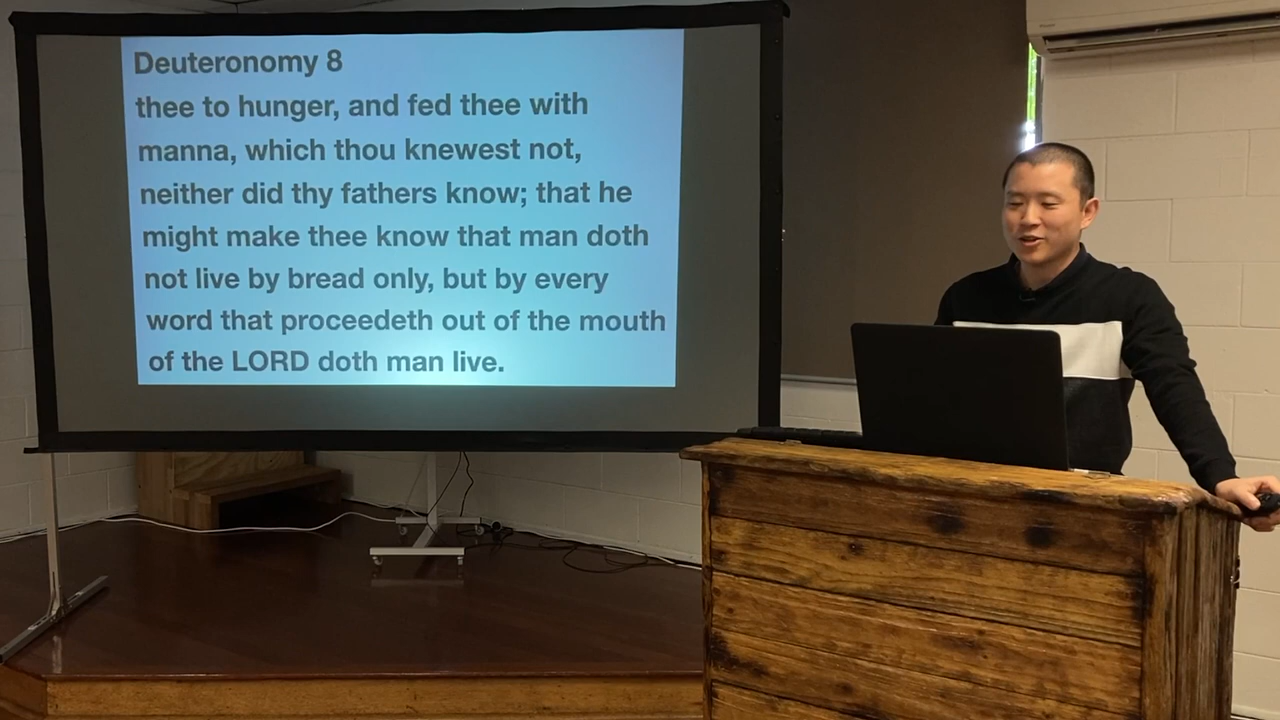 Deuteronomy 8
thee to hunger, and fed thee with
manna, which thou knewest not,
neither did thy fathers know; that he
might make thee know that man doth
not live by bread only, but by every
word that proceedeth out of the mouth
of the LORD doth man live.